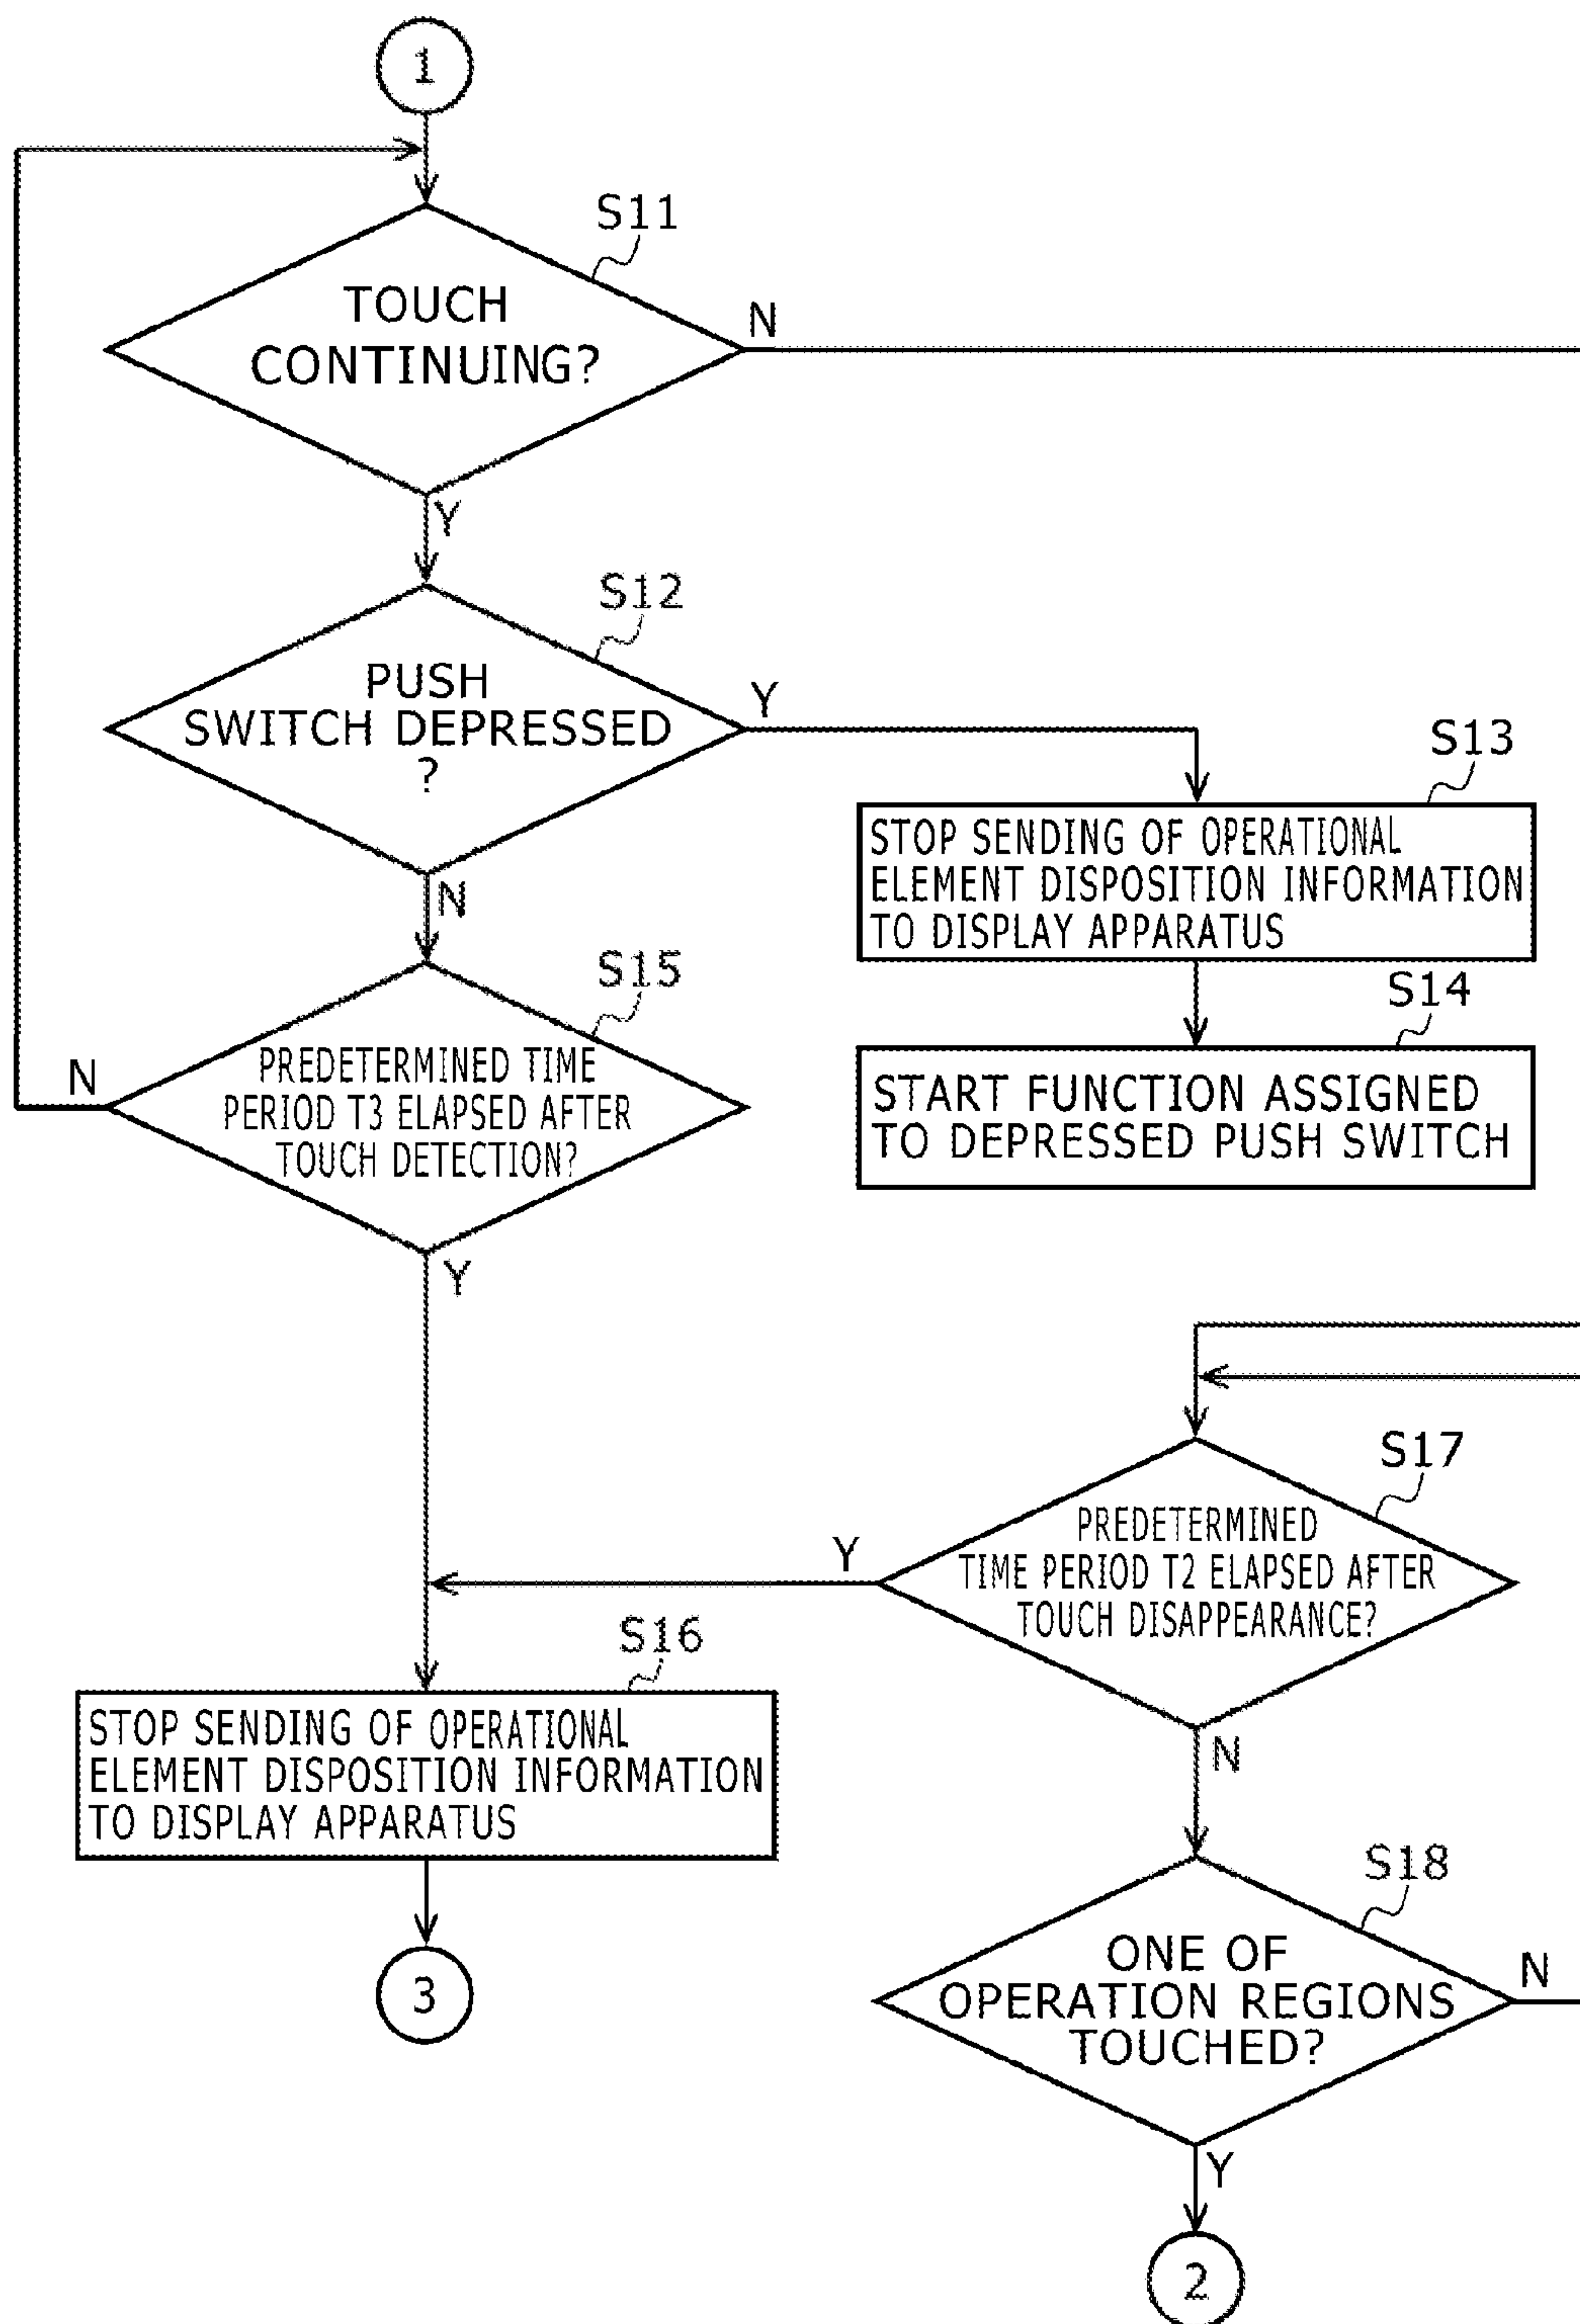 1
S11
TOUCH
CONTINUING?
N
Y
S12
PUSH
SWITCH DEPRESSED
?
Y
N
S13
STOP SENDING OF OPERATIONAL
ELEMENT DISPOSITION INFORMATION
TO DISPLAY APPARATUS
S14
START FUNCTION ASSIGNED
TO DEPRESSED PUSH SWITCH
S15
PREDETERMINED TIME
PERIOD T3 ELAPSED AFTER
TOUCH DETECTION?
N
Y
S17
PREDETERMINED
TIME PERIOD T2 ELAPSED AFTER
TOUCH DISAPPEARANCE?
Y
N
S16
STOP SENDING OF OPERATIONAL
ELEMENT DISPOSITION INFORMATION
TO DISPLAY APPARATUS
3
S18
ONE OF
OPERATION REGIONS
TOUCHED?
N
Y
2